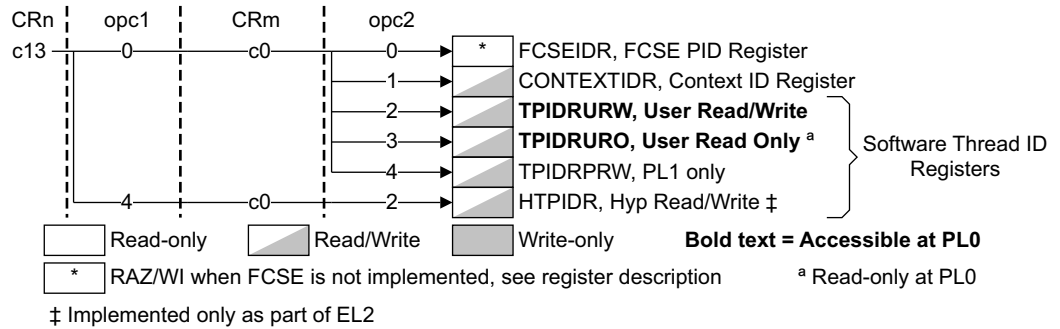 CRn opc1 CRm opc2
c13 0 c0 0 * FCSEIDR, FCSE PID Register
1 CONTEXTIDR, Context ID Register
2 TPIDRURW, User Read/Write
3 TPIDRURO, User Read Only a
4 TPIDRPRW, PL1 only
4 c0 2 HTPIDR, Hyp Read/Write ‡
Software Thread ID
Registers
Read-only Read/Write Write-only Bold text = Accessible at PL0
* RAZ/WI when FCSE is not implemented, see register description a Read-only at PL0
‡ Implemented only as part of EL2